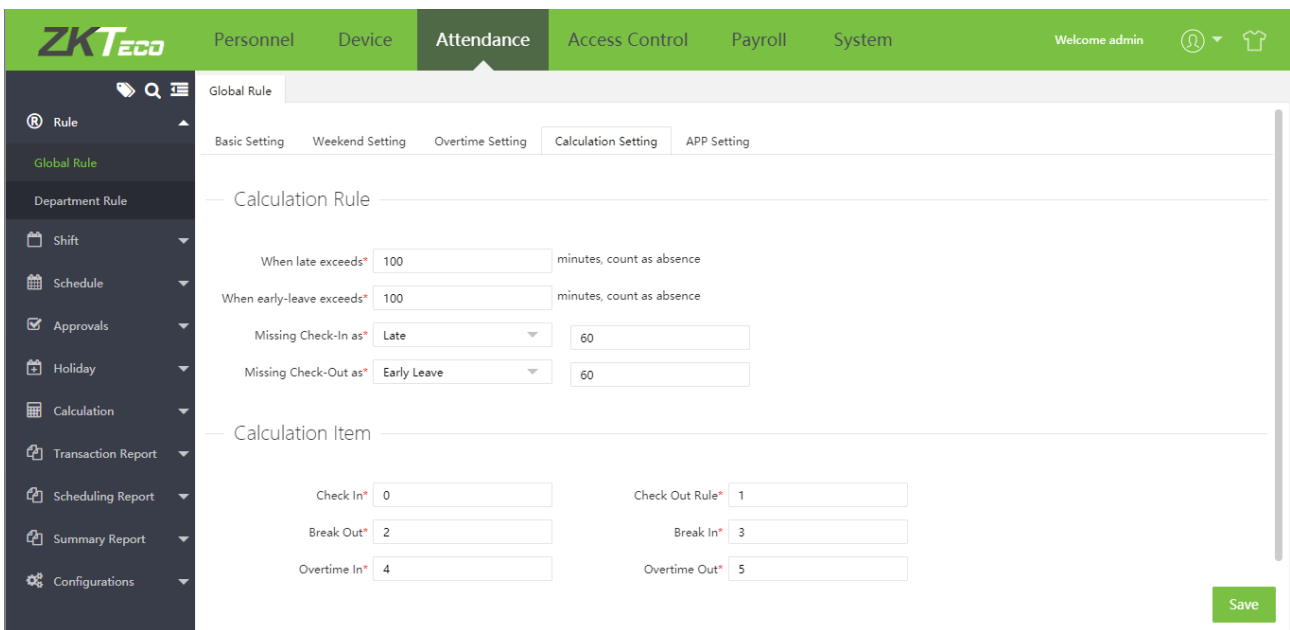 ZKTECO Personnel Device Attendance Access Control Payroll System Welcome admin
Global Rule
Rule
Basic Setting Weekend Setting Overtime Setting Calculation Setting APP Setting
Global Rule
Department Rule
Calculation Rule
Shift
When late exceeds* 100 minutes, count as absence
Schedule
When early-leave exceeds* 100 minutes, count as absence
Approvals
Missing Check-In as* Late 60
Holiday
Missing Check-Out as* Early Leave 60
Calculation
Calculation Item
Transaction Report
Scheduling Report
Check In* 0 Check Out Rule* 1
Summary Report
Break Out* 2 Break In* 3
Overtime In* 4 Overtime Out* 5
Configurations
Save